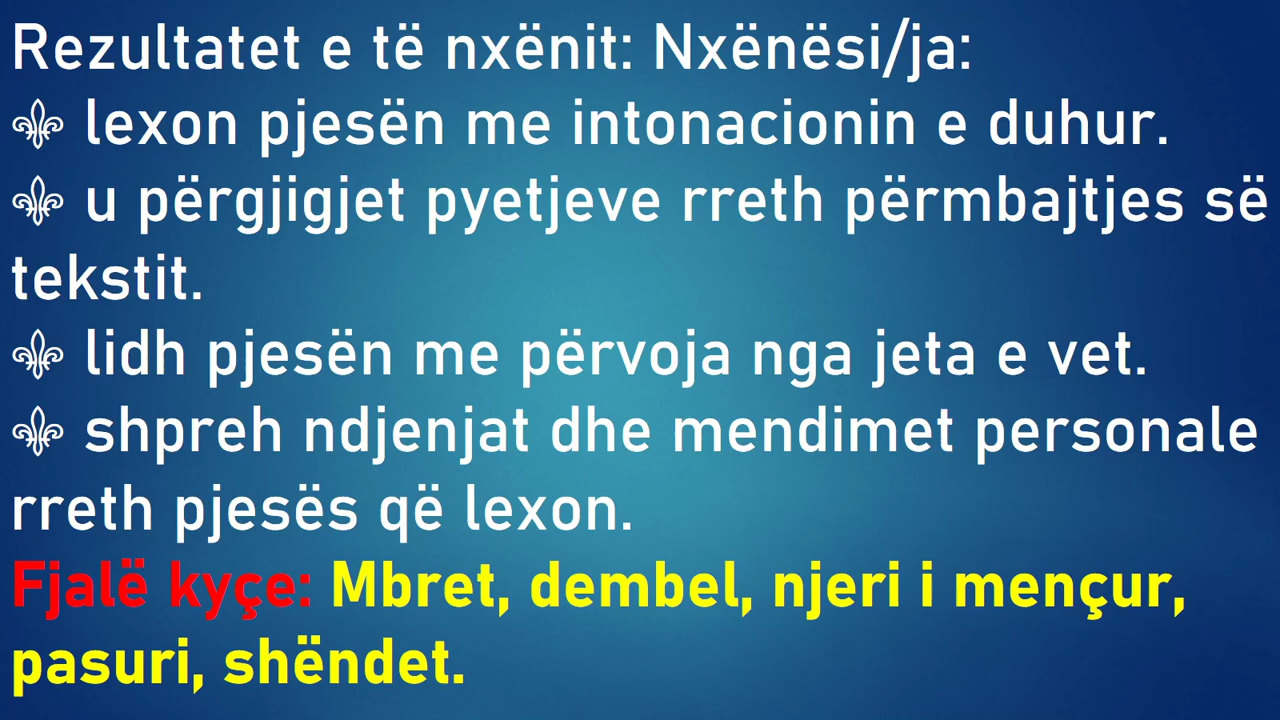 Rezultatet e të nxënit: Nxënësi/ja:
⚜ lexon pjesën me intonacionin e duhur.
⚜ u përgjigjet pyetjeve rreth përmbajtjes së
tekstit.
⚜ lidh pjesën me përvoja nga jeta e vet.
⚜ shpreh ndjenjat dhe mendimet personale
rreth pjesës që lexon.
Fjalë kyçe: Mbret, dembel, njeri i mençur,
pasuri, shëndet.